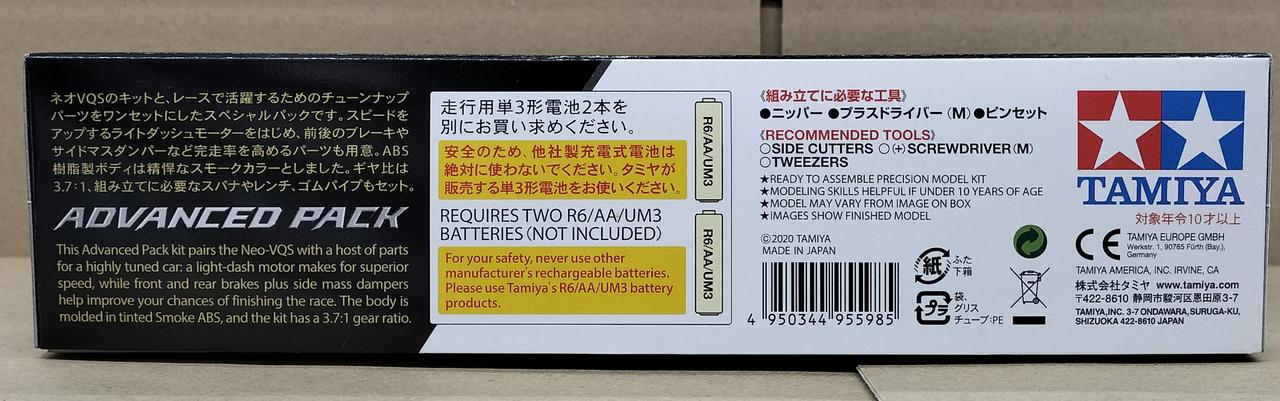 ネオVQSのキットと、レースで活躍するためのチューンナップ
パーツをワンセットにしたスペシャルパックです。スピードを
アップするライトダッシュモーターをはじめ、前後のブレーキや
サイドマスダンパーなど完走率を高めるパーツも用意。ABS
樹脂製ボディは精悍なスモークカラーとしました。ギヤ比は
3.7:1、組み立てに必要なスパナやレンチ、ゴムパイプもセット。
ADVANCED PACK
This Advanced Pack kit pairs the Neo-VQS with a host of parts
for a highly tuned car: a light-dash motor makes for superior
speed, while front and rear brakes plus side mass dampers
help improve your chances of finishing the race. The body is
molded in tinted Smoke ABS, and the kit has a 3.7:1 gear ratio.
走行用単3形電池2本を
別にお買い求めください。
安全のため、他社製充電式電池は
絶対に使わないでください。タミヤが
販売する単3形電池をお使いください。
REQUIRES TWO R6/AA/UM3
BATTERIES (NOT INCLUDED)
For your safety, never use other
manufacturer's rechargeable batteries.
Please use Tamiya's R6/AA/UM3 battery
products.
R6/AA/UM3
R6/AA/UM3
《組み立てに必要な工具》
●ニッパー ●プラスドライバー (M) ●ピンセット
《RECOMMENDED TOOLS》
○SIDE CUTTERS ○(+)SCREWDRIVER (M)
○TWEEZERS
★READY TO ASSEMBLE PRECISION MODEL KIT
★MODELING SKILLS HELPFUL IF UNDER 10 YEARS OF AGE
★MODEL MAY VARY FROM IMAGE ON BOX
★IMAGES SHOW FINISHED MODEL
©2020 TAMIYA
MADE IN JAPAN
4 950344 955985
紙
ふた
下箱
プラ
袋、
グリス
チューブ:PE
TAMIYA
対象年令10才以上
CE
TAMIYA EUROPE GMBH
Werkstr. 1, 90765 Fürth (Bay.),
Germany
TAMIYA AMERICA, INC. IRVINE, CA
株式会社タミヤ www.tamiya.com
〒422-8610 静岡市駿河区恩田原3-7
TAMIYA,INC. 3-7 ONDAWARA,SURUGA-KU,
SHIZUOKA 422-8610 JAPAN